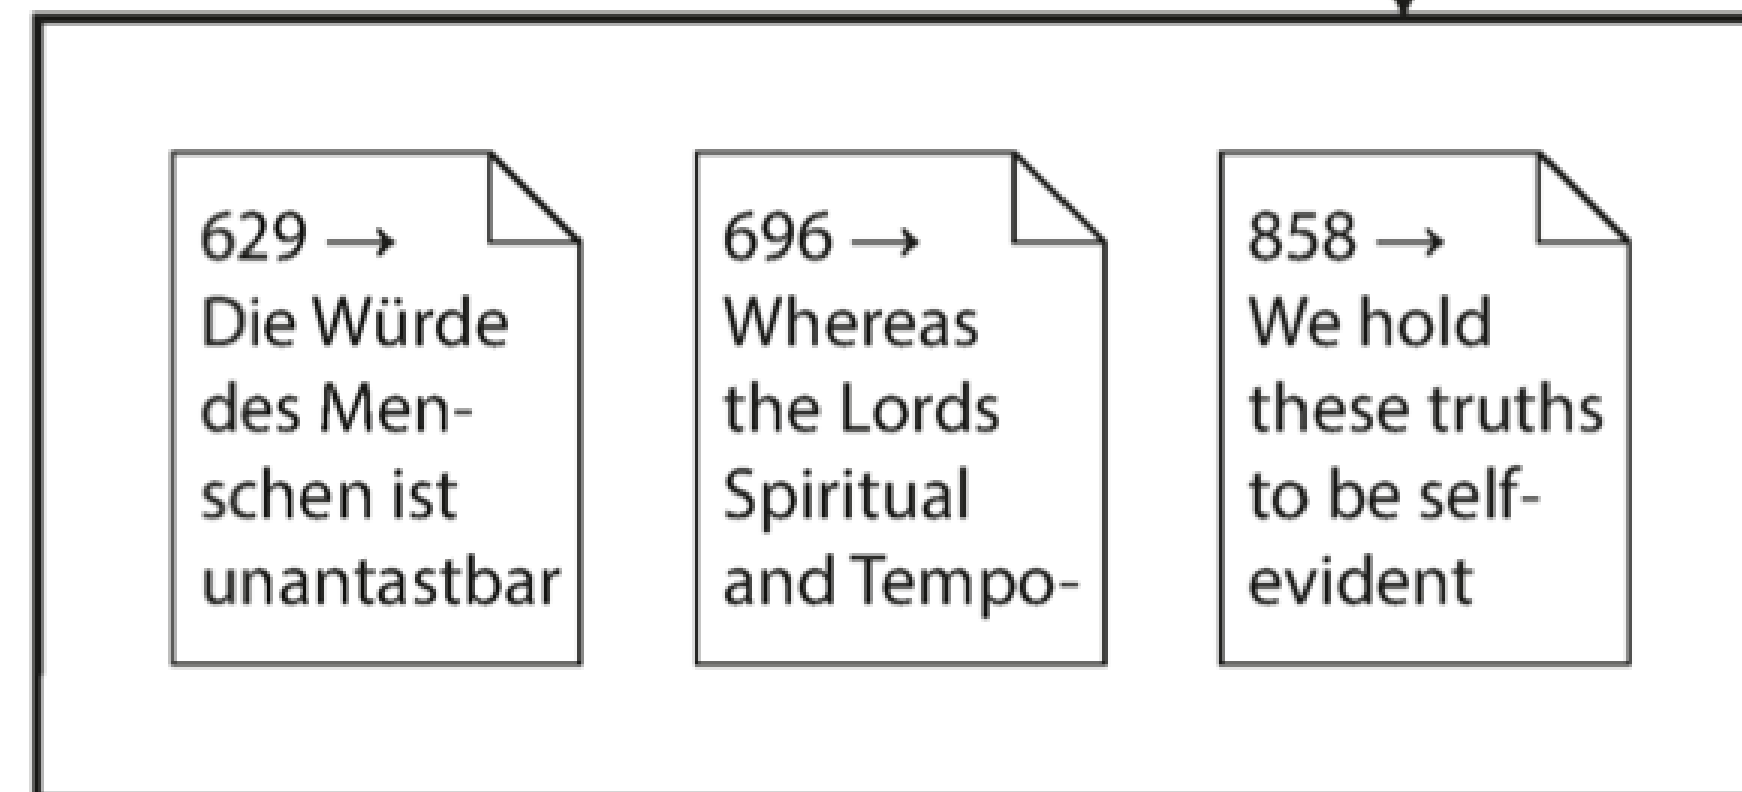 629 →
Die Würde
des Men-
schen ist
unantastbar
696 →
Whereas
the Lords
Spiritual
and Tempo-
858 →
We hold
these truths
to be self-
evident